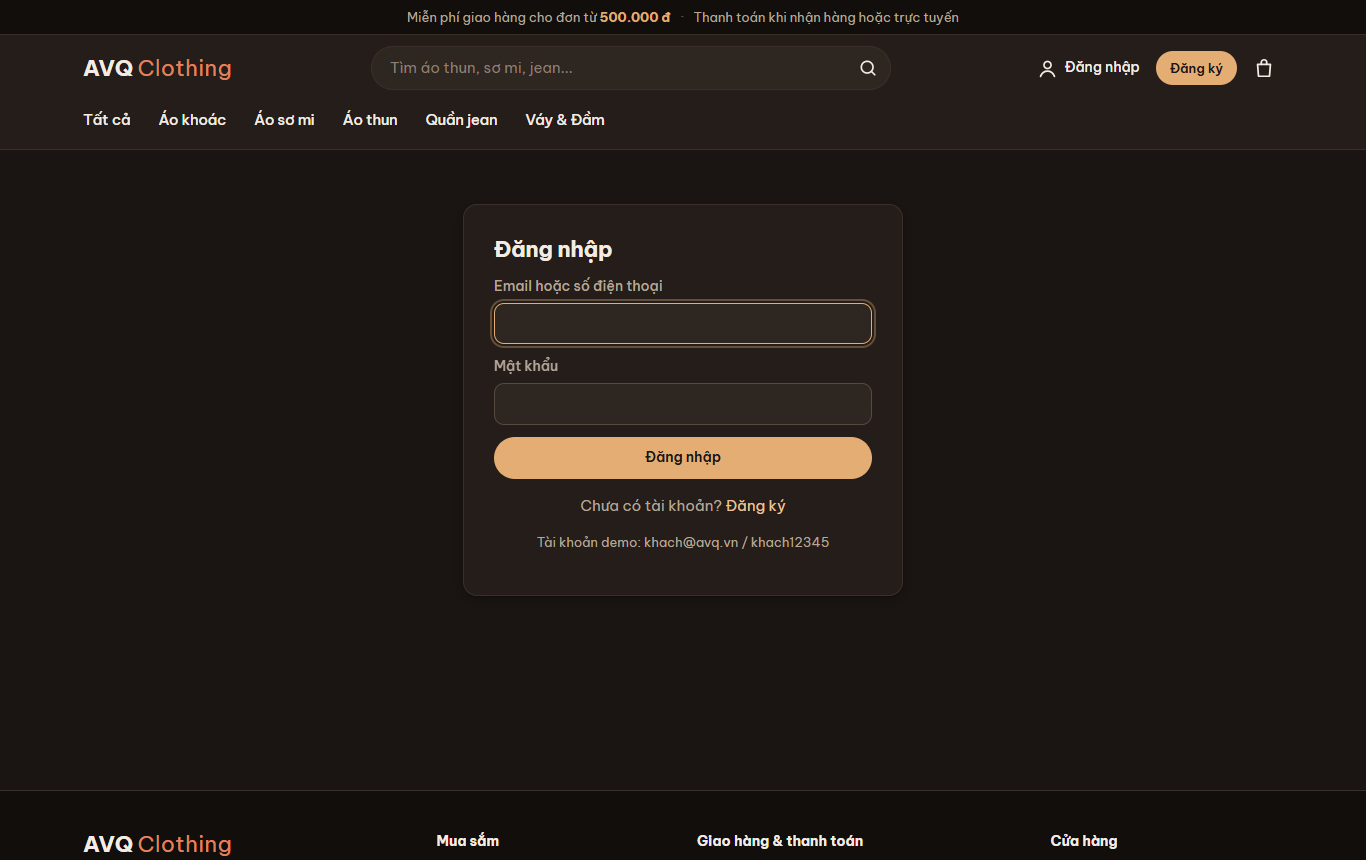 Miễn phí giao hàng cho đơn từ 500.000 đ · Thanh toán khi nhận hàng hoặc trực tuyến
AVQ Clothing
Tìm áo thun, sơ mi, jean...
Đăng nhập
Đăng ký
Tất cả
Áo khoác
Áo sơ mi
Áo thun
Quần jean
Váy & Đầm
Đăng nhập
Email hoặc số điện thoại
Mật khẩu
Đăng nhập
Chưa có tài khoản? Đăng ký
Tài khoản demo: khach@avq.vn / khach12345
AVQ Clothing
Mua sắm
Giao hàng & thanh toán
Cửa hàng